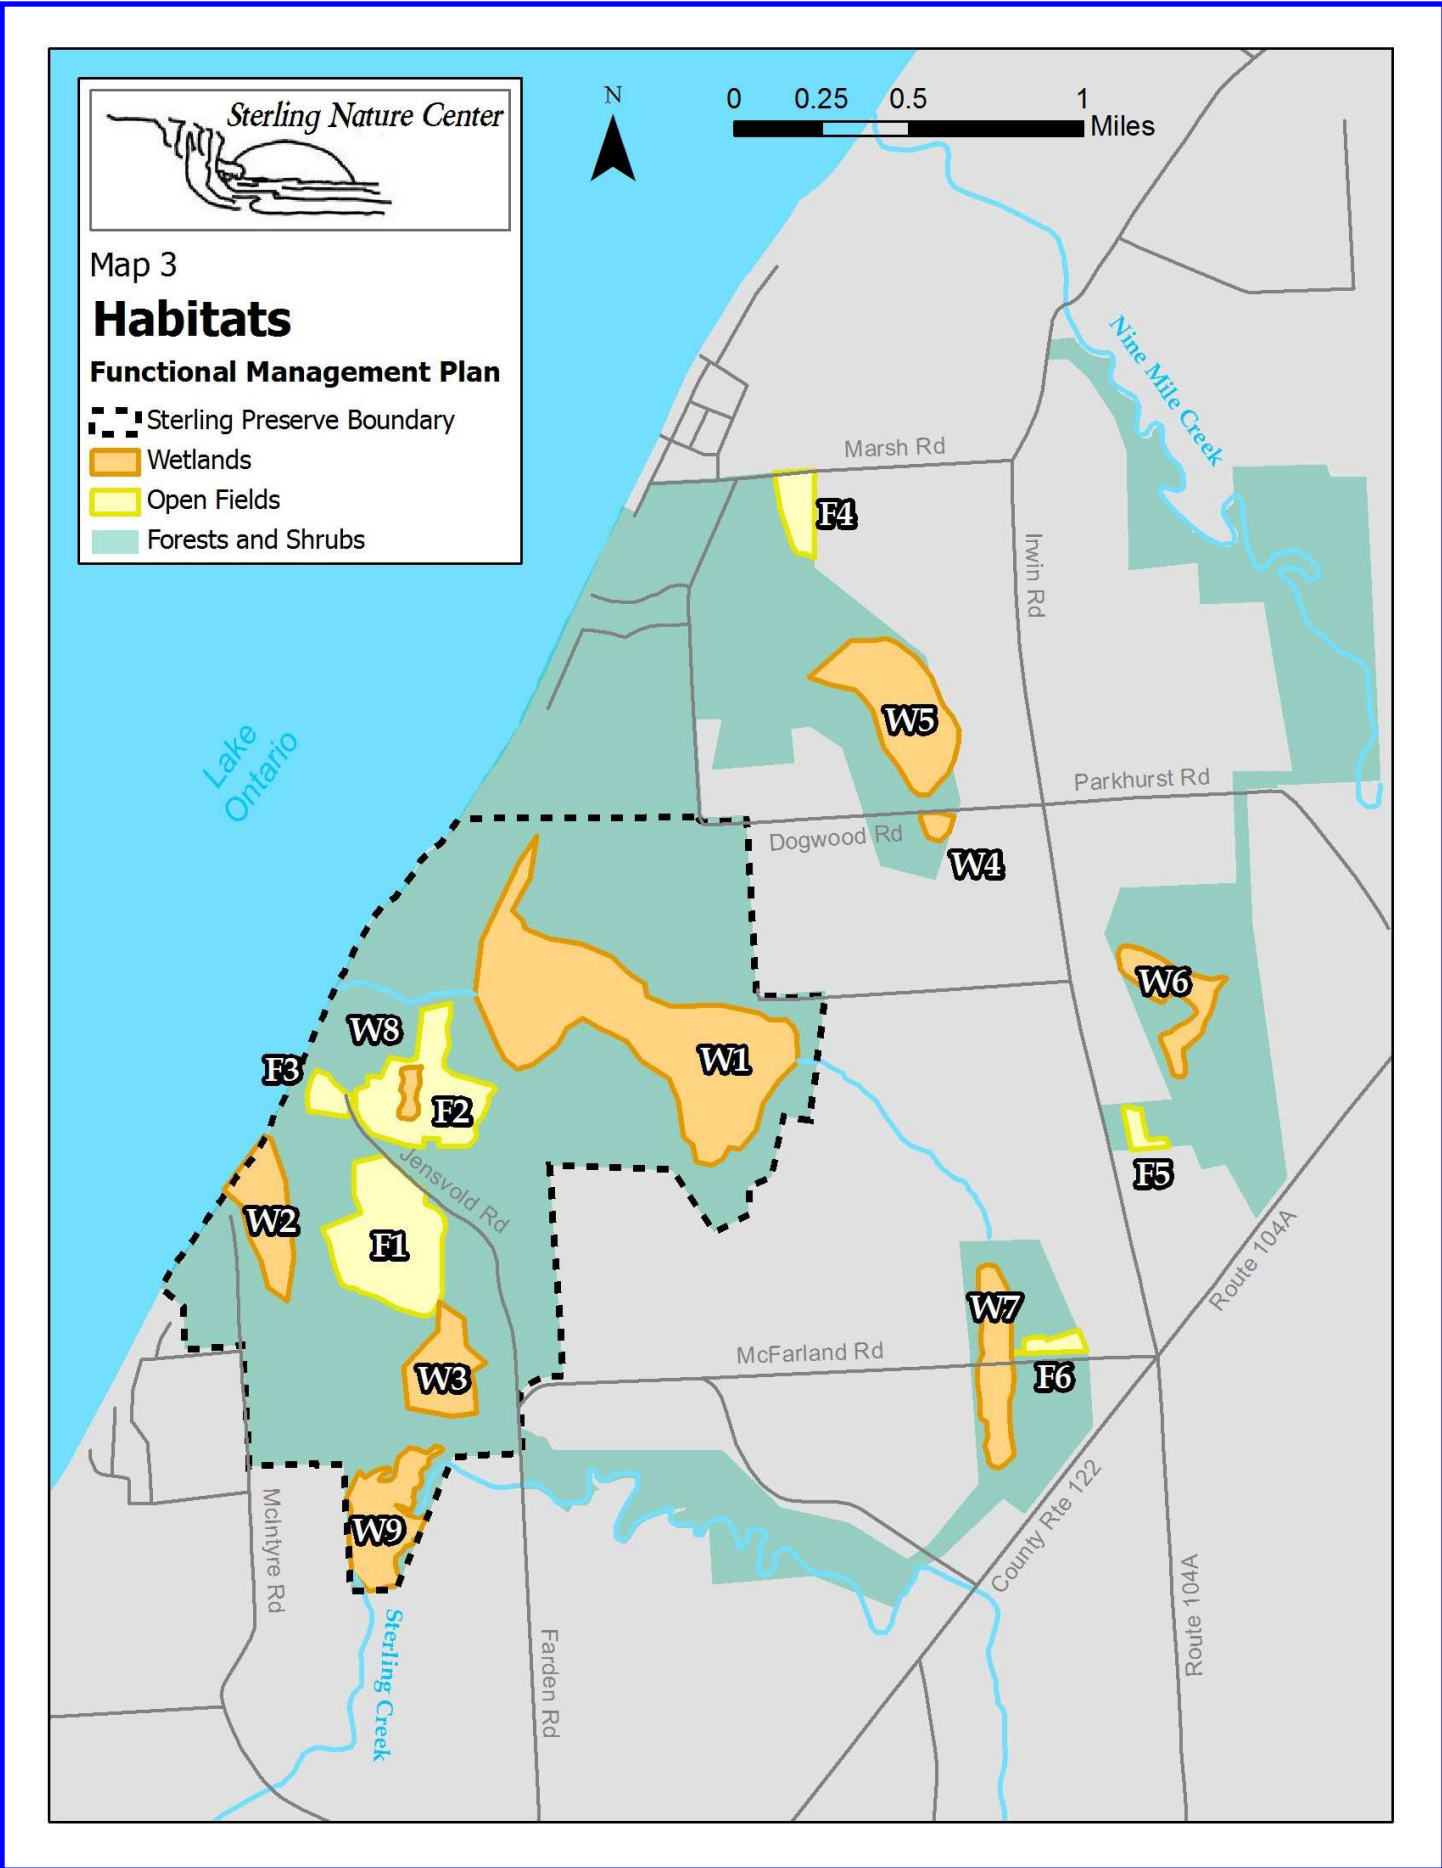 Sterling Nature Center
N
0 0.25 0.5 1
Miles
Map 3
Habitats
Functional Management Plan
Sterling Preserve Boundary
Wetlands
Open Fields
Forests and Shrubs
Nine Mile Creek
Marsh Rd
F4
Irwin Rd
W5
Lake
Ontario
Parkhurst Rd
Dogwood Rd
W4
W6
W8
W1
F3
F2
Jensvold Rd
F5
W2
F1
Route 104A
W7
McFarland Rd
W3
F6
County Rte 122
McIntyre Rd
W9
Sterling Creek
Farden Rd
Route 104A